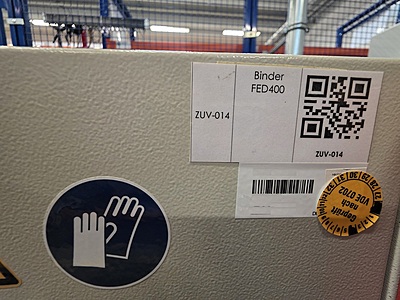 ZUV-014
Binder
FED400
ZUV-014
Geprüft
nach
VDE 0702